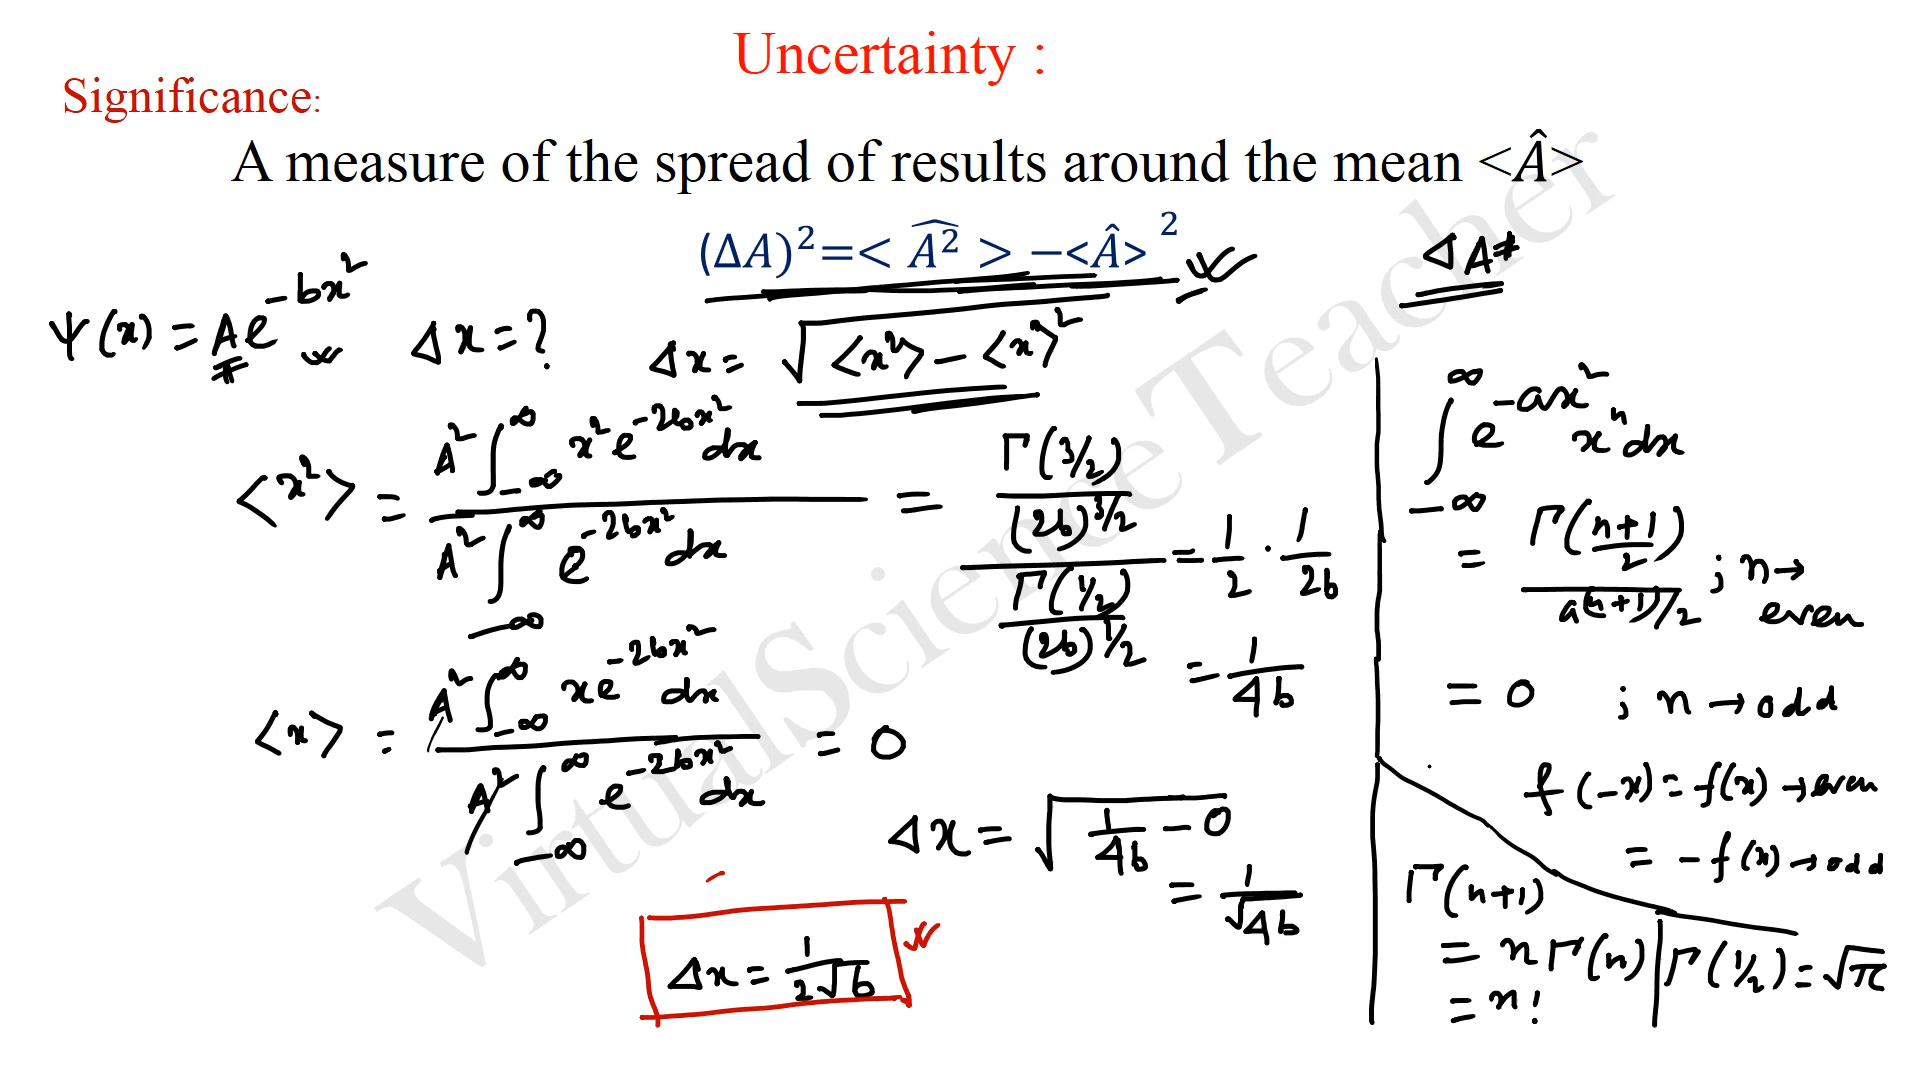 Uncertainty :
Significance:
A measure of the spread of results around the mean <Â>
(ΔA)²=< \widehat{A²} > −<Â>²
ΔA
ψ(x) = Ae^{-bx²}
Δx = ?
Δx = √(⟨x²⟩ − ⟨x⟩²)
⟨x²⟩ = (A² ∫_{-∞}^{∞} x² e^{-2bx²} dx) / (A² ∫_{-∞}^{∞} e^{-2bx²} dx) = (Γ(3/2) / (2b)^{3/2}) / (Γ(1/2) / (2b)^{1/2}) = 1/2 · 1/2b
= 1/4b
⟨x⟩ = (A² ∫_{-∞}^{∞} x e^{-2bx²} dx) / (A² ∫_{-∞}^{∞} e^{-2bx²} dx) = 0
Δx = √(1/4b − 0)
= 1/√4b
Δx = 1/2√b
∫_{-∞}^{∞} e^{-ax²} xⁿ dx
= Γ((n+1)/2) / a^{(n+1)/2} ; n → even
= 0 ; n → odd
f(-x) = f(x) → even
= -f(x) → odd
Γ(n+1)
= n Γ(n)
= n!
Γ(1/2) = √π
VirtualScienceTeacher